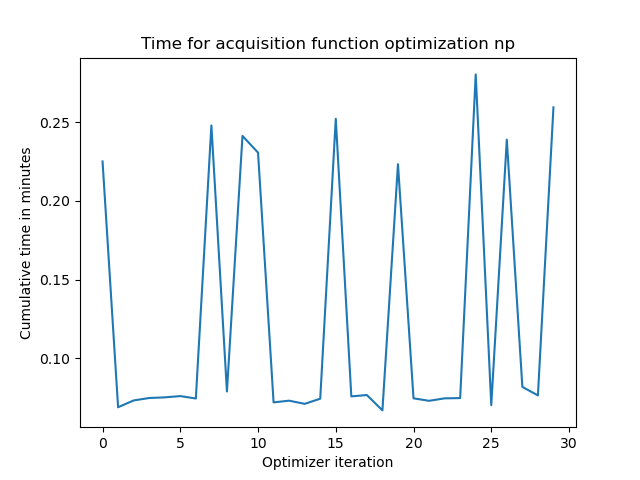 Time for acquisition function optimization np
Cumulative time in minutes
0.25
0.20
0.15
0.10
0 5 10 15 20 25 30
Optimizer iteration